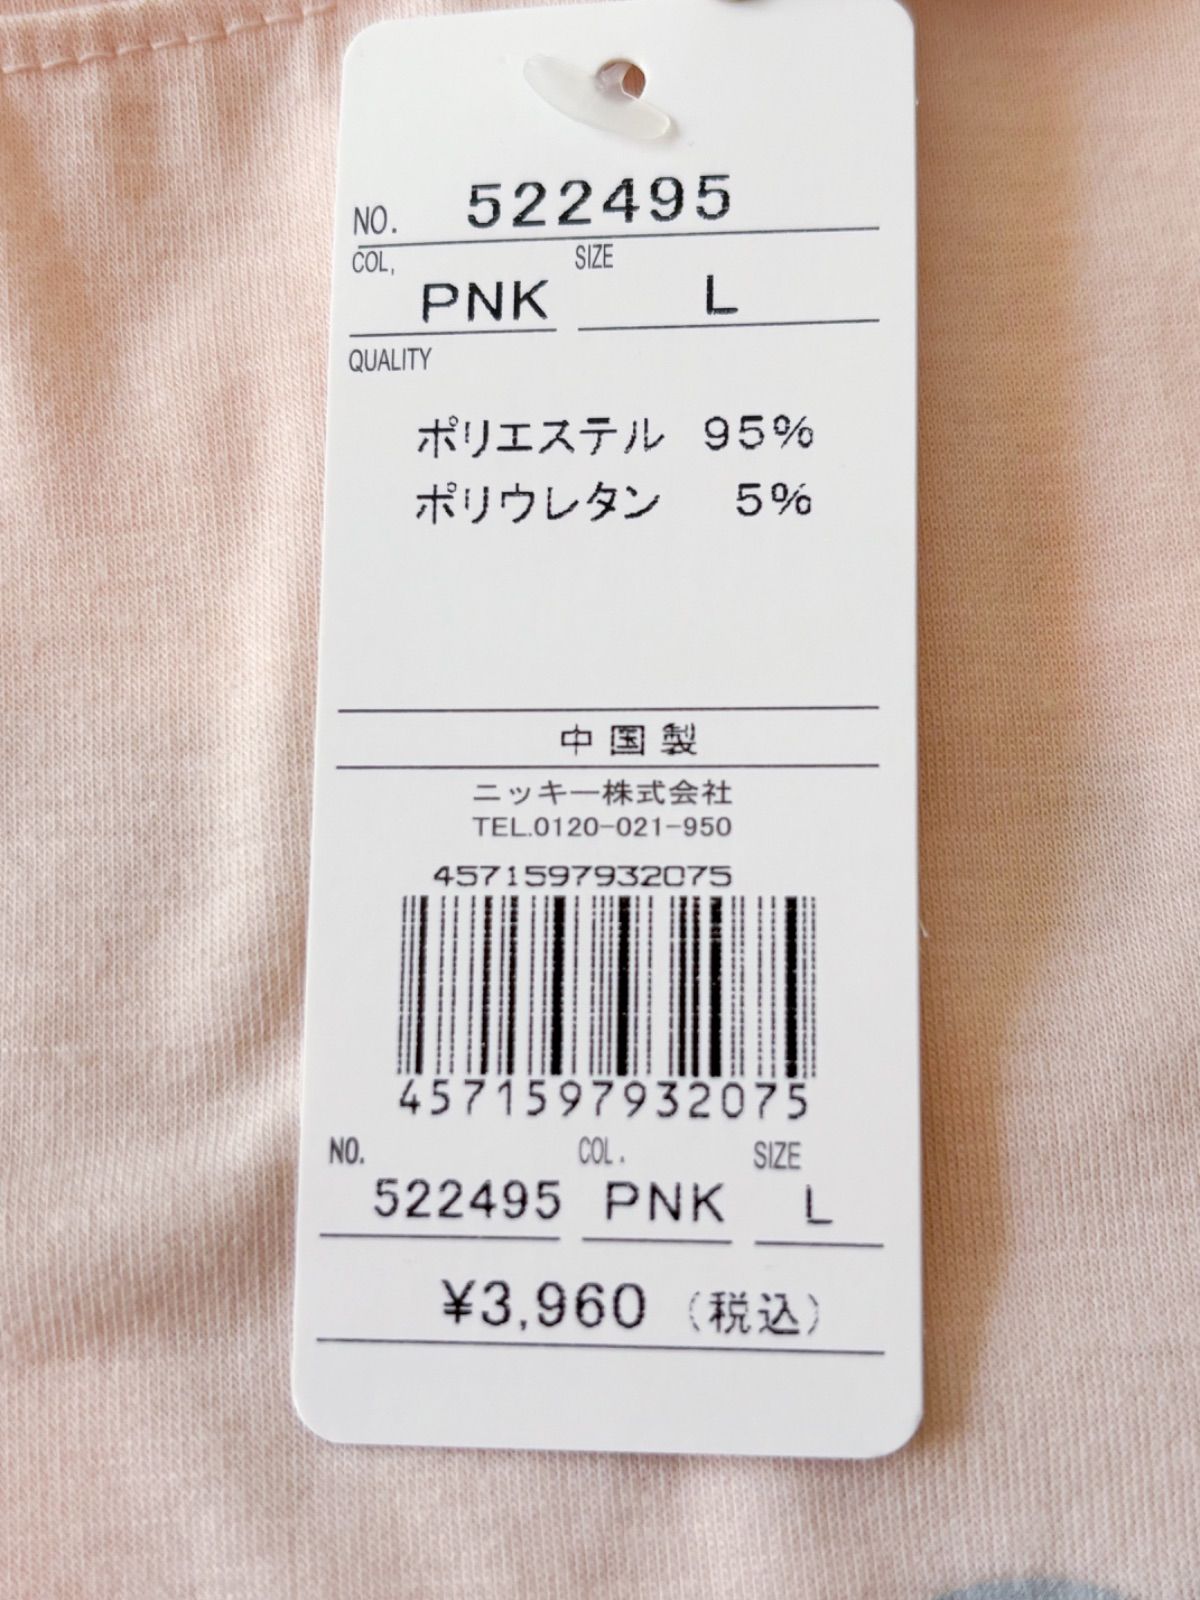 NO. 522495
COL, SIZE
PNK L
QUALITY
ポリエステル 95%
ポリウレタン 5%
中国製
ニッキー株式会社
TEL.0120-021-950
4571597932075
4571597932075
NO. COL. SIZE
522495 PNK L
¥3,960 (税込)